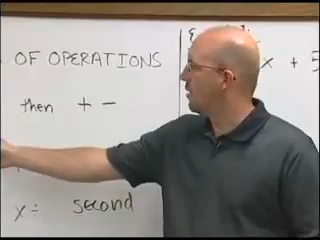 OF OPERATIONS
then + -
x ÷ second
x + 5